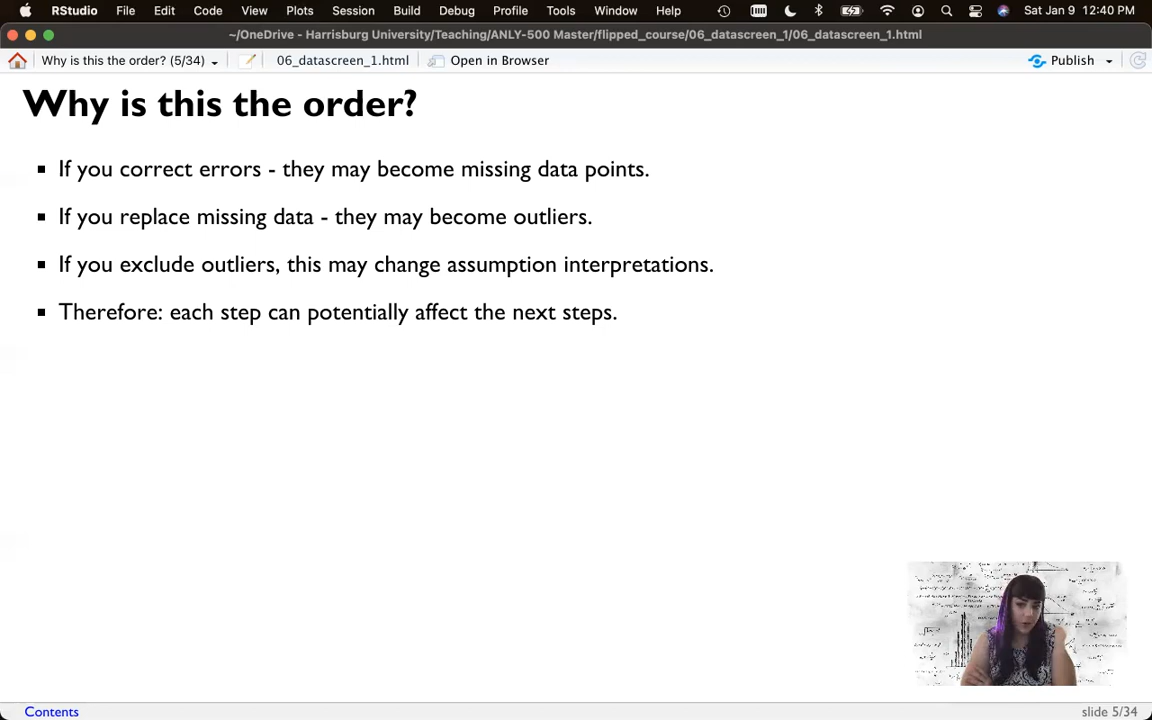 RStudio File Edit Code View Plots Session Build Debug Profile Tools Window Help Sat Jan 9 12:40 PM
~/OneDrive - Harrisburg University/Teaching/ANLY-500 Master/flipped_course/06_datascreen_1/06_datascreen_1.html
Why is this the order? (5/34) 06_datascreen_1.html Open in Browser Publish
Why is this the order?
If you correct errors - they may become missing data points.
If you replace missing data - they may become outliers.
If you exclude outliers, this may change assumption interpretations.
Therefore: each step can potentially affect the next steps.
Contents slide 5/34